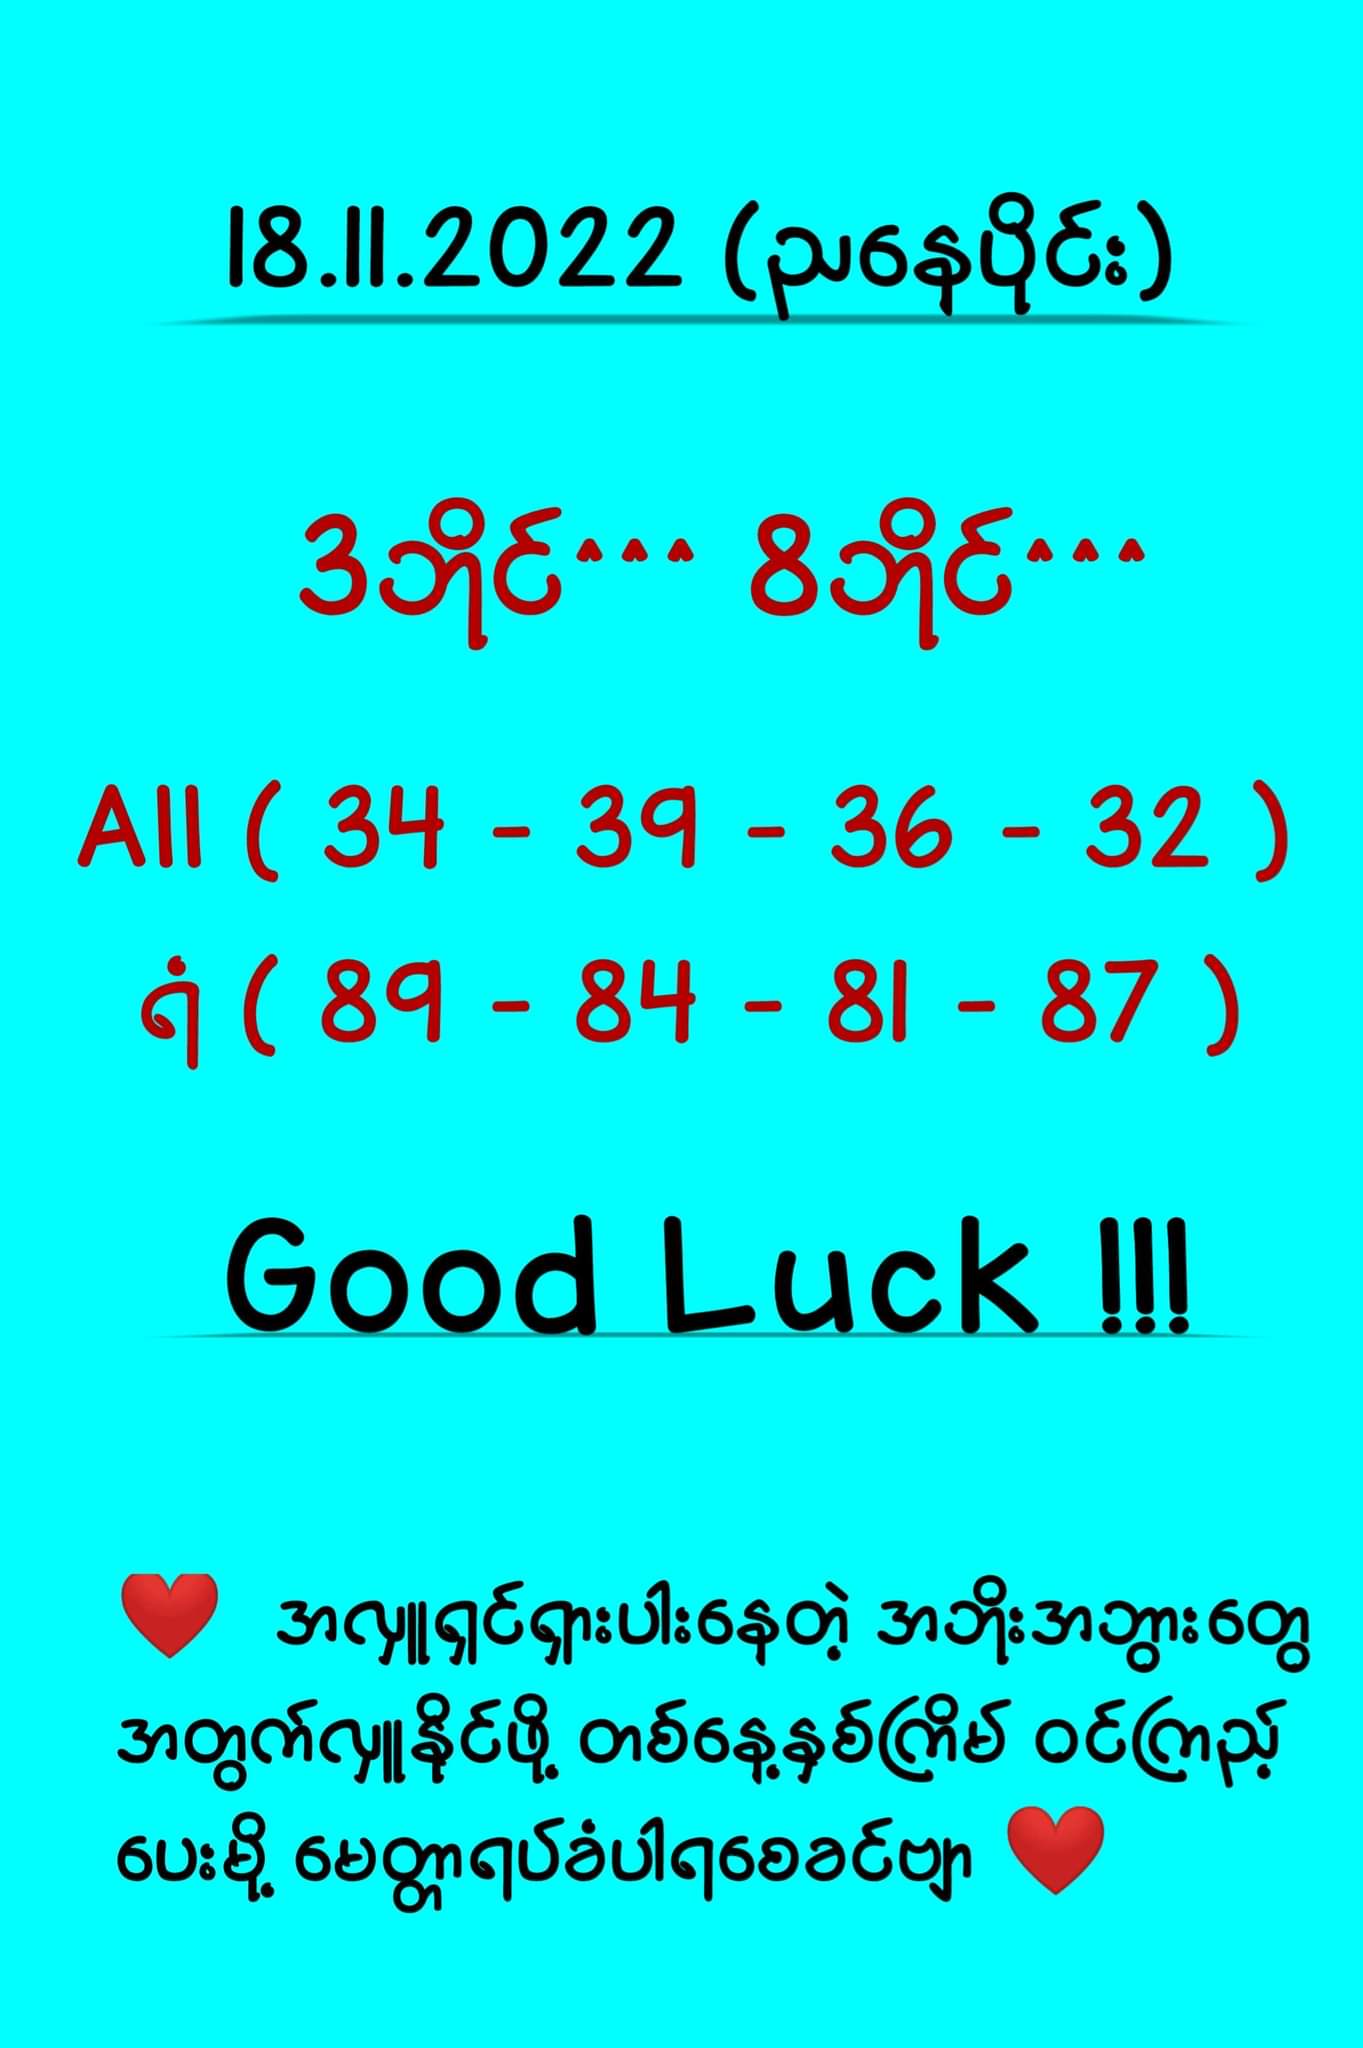 18.11.2022 (ညနေပိုင်း)
3ဘိုင်^^^ 8ဘိုင်^^^
All ( 34 - 39 - 36 - 32 )
ရံ ( 89 - 84 - 81 - 87 )
Good Luck !!!
❤️ အလှူရှင်ရှားပါးနေတဲ့ အဘိုးအဘွားတွေ
အတွက်လှူနိုင်ဖို့ တစ်နေ့နှစ်ကြိမ် ဝင်ကြည့်
ပေးဖို့ မေတ္တာရပ်ခံပါရစေခင်ဗျာ ❤️